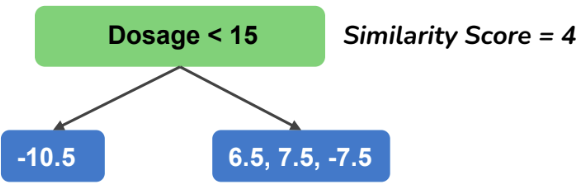 Dosage < 15
Similarity Score = 4
-10.5
6.5, 7.5, -7.5